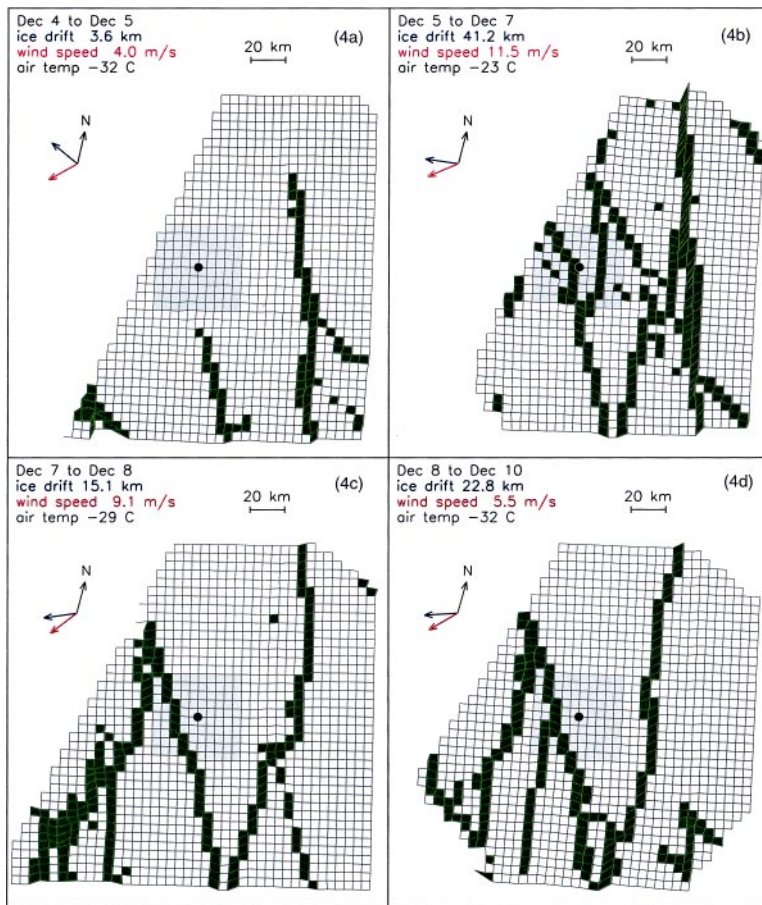 Dec 4 to Dec 5
ice drift 3.6 km
wind speed 4.0 m/s
air temp −32 C
(4a)
20 km
N
Dec 5 to Dec 7
ice drift 41.2 km
wind speed 11.5 m/s
air temp −23 C
(4b)
20 km
N
Dec 7 to Dec 8
ice drift 15.1 km
wind speed 9.1 m/s
air temp −29 C
(4c)
20 km
N
Dec 8 to Dec 10
ice drift 22.8 km
wind speed 5.5 m/s
air temp −32 C
(4d)
20 km
N